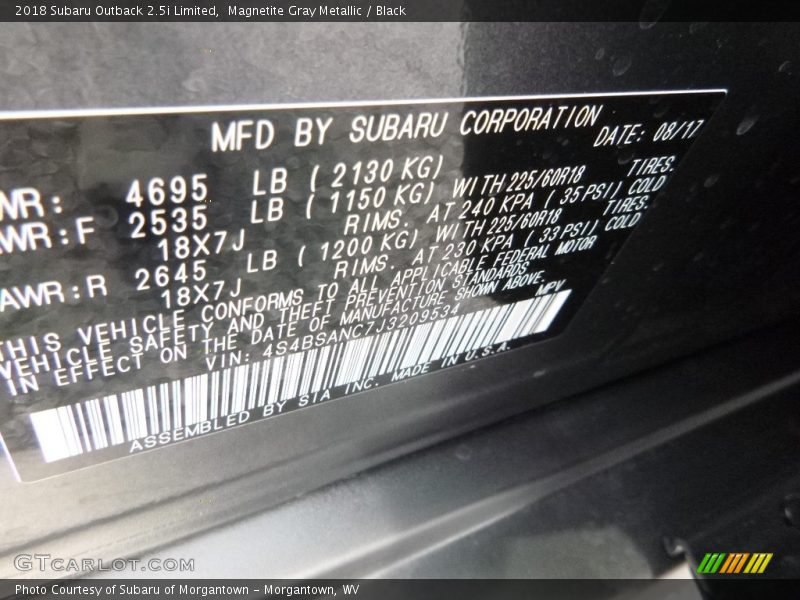 2018 Subaru Outback 2.5i Limited,  Magnetite Gray Metallic / Black
MFD BY SUBARU CORPORATION
DATE: 08/17
WR: 4695 LB ( 2130 KG)
AWR:F 2535 LB ( 1150 KG) WITH 225/60R18 TIRES.
18X7J RIMS. AT 240 KPA ( 35 PSI) COLD
AWR:R 2645 LB ( 1200 KG) WITH 225/60R18 TIRES.
18X7J RIMS. AT 230 KPA ( 33 PSI) COLD
THIS VEHICLE CONFORMS TO ALL APPLICABLE FEDERAL MOTOR
VEHICLE SAFETY AND THEFT PREVENTION STANDARDS
IN EFFECT ON THE DATE OF MANUFACTURE SHOWN ABOVE.
VIN: 4S4BSANC7J3209534 MPV
ASSEMBLED BY STA INC. MADE IN U.S.A.
GTCARLOT.COM
Photo Courtesy of Subaru of Morgantown – Morgantown, WV